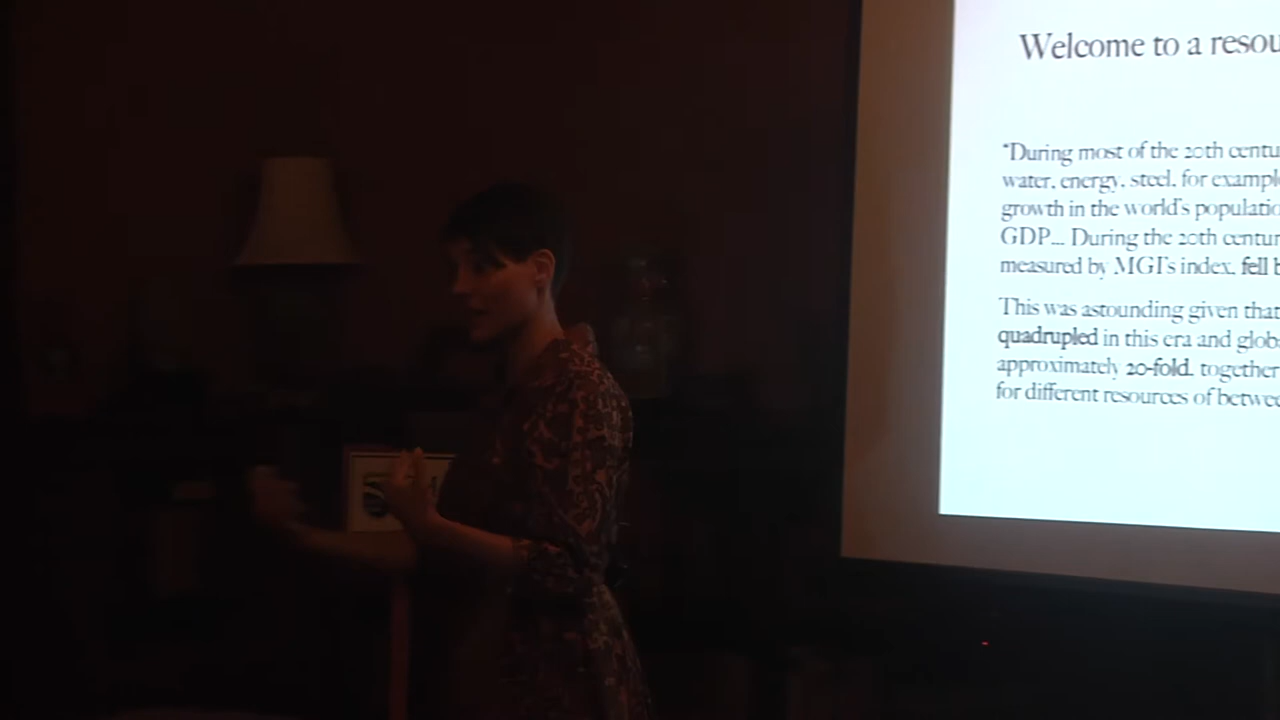 Welcome to a resou
"During most of the 20th centu
water, energy, steel, for exampl
growth in the world's populatio
GDP... During the 20th centur
measured by MGI's index, fell b
This was astounding given that
quadrupled in this era and globa
approximately 20-fold, together
for different resources of betwee